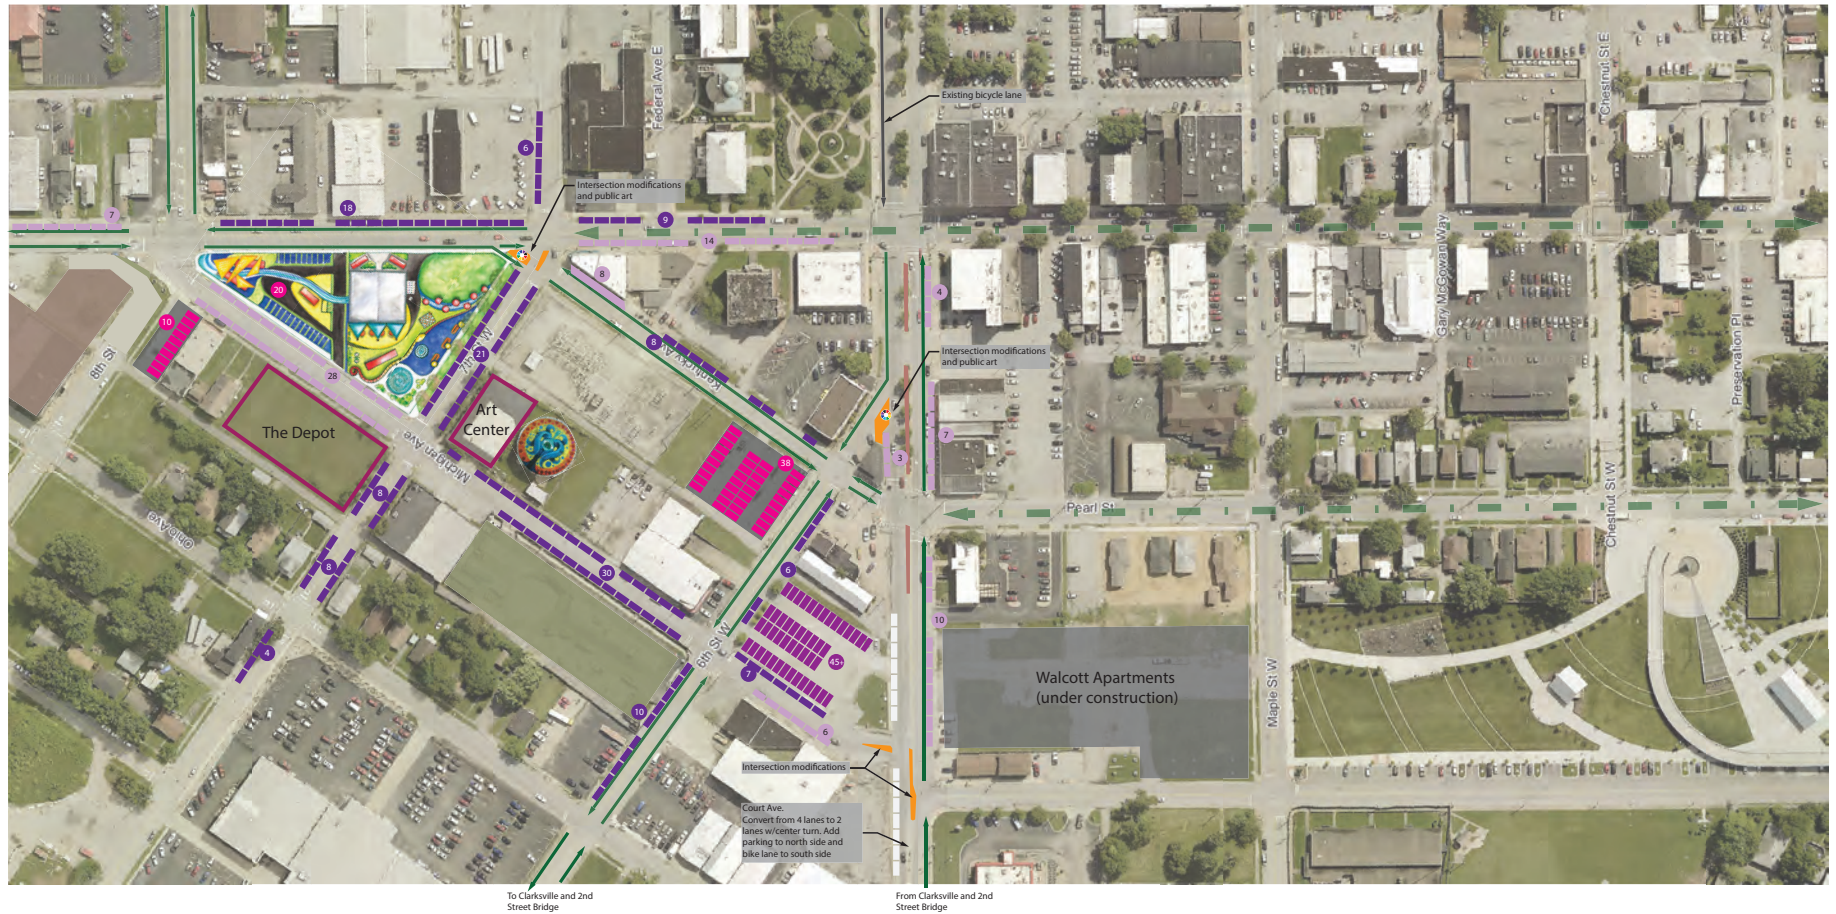 Federal Ave E
Chestnut St E
Existing bicycle lane
6
Intersection modifications
and public art
7
18
9
14
8
4
Gary McGowan Way
20
10
8th St
7th St W
21
8
Kentucky Av
Intersection modifications
and public art
Preservation Pl
28
Art
Center
The Depot
7
3
38
Michigan Ave
8
Pearl St
Chestnut St W
Ohio Ave
8
30
6
10
6th St W
4
45+
7
Walcott Apartments
(under construction)
Maple St W
10
6
Intersection modifications
Court Ave.
Convert from 4 lanes to 2
lanes w/center turn. Add
parking to north side and
bike lane to south side
To Clarksville and 2nd
Street Bridge
From Clarksville and 2nd
Street Bridge